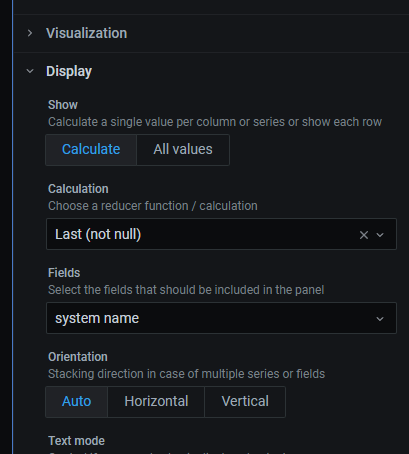 Visualization
Display
Show
Calculate a single value per column or series or show each row
Calculate All values
Calculation
Choose a reducer function / calculation
Last (not null)
Fields
Select the fields that should be included in the panel
system name
Orientation
Stacking direction in case of multiple series or fields
Auto Horizontal Vertical
Text mode